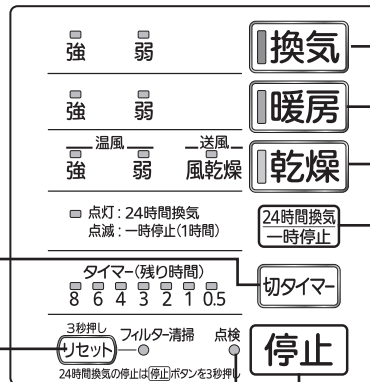 強 弱 換気
強 弱 暖房
温風 送風
強 弱 風乾燥 乾燥
点灯：24時間換気
点滅：一時停止(1時間)
24時間換気
一時停止
タイマー(残り時間)
8 6 4 3 2 1 0.5
切タイマー
3秒押し
リセット フィルター清掃 点検
停止
24時間換気の停止は停止ボタンを3秒押し